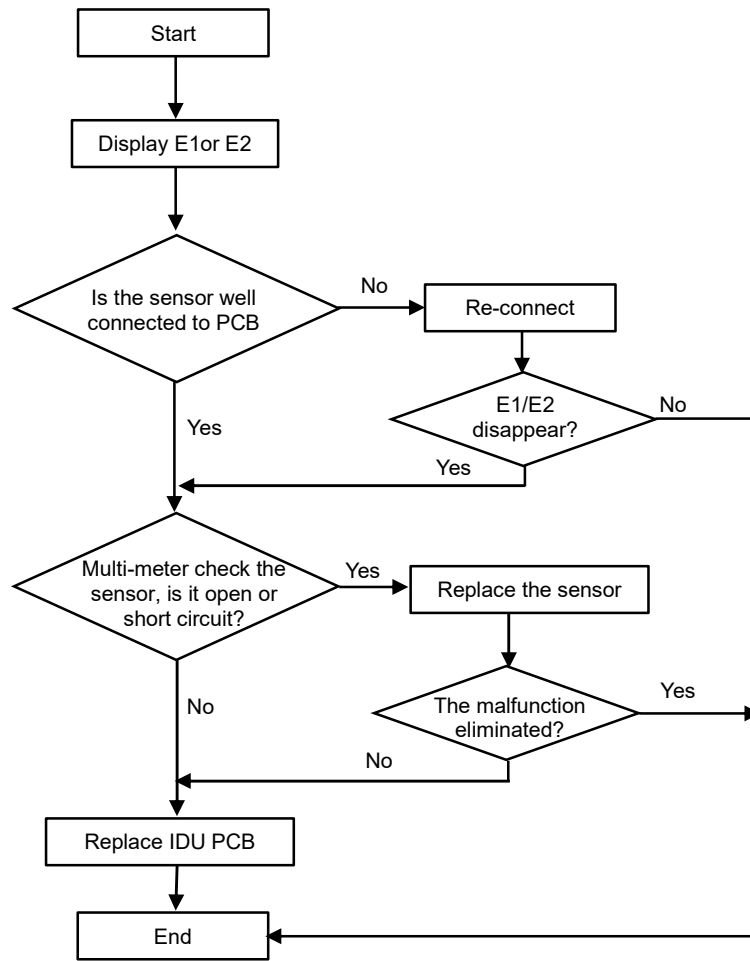 Start
Display E1or E2
Is the sensor well
connected to PCB
No
Re-connect
E1/E2
disappear?
No
Yes
Yes
Multi-meter check the
sensor, is it open or
short circuit?
Yes
Replace the sensor
The malfunction
eliminated?
Yes
No
No
Replace IDU PCB
End